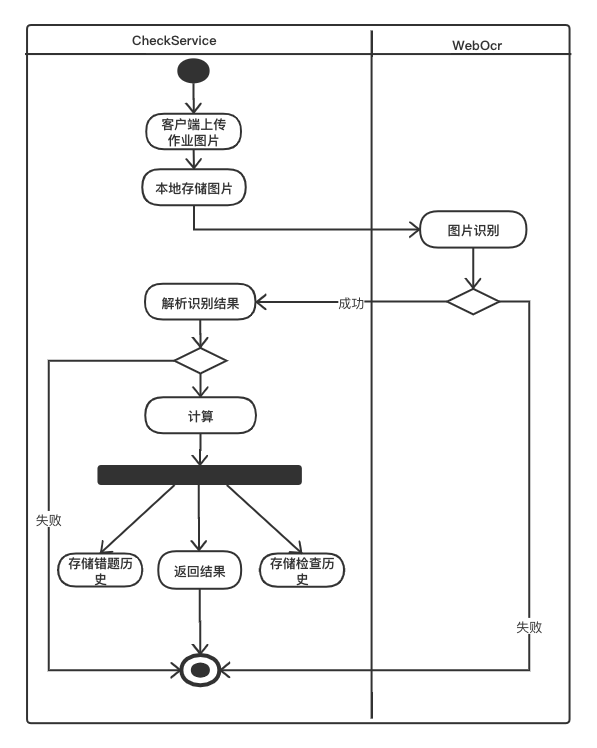 CheckService
WebOcr
客户端上传
作业图片
本地存储图片
图片识别
解析识别结果
成功
计算
失败
存储错题历
史
返回结果
存储检查历
史
失败